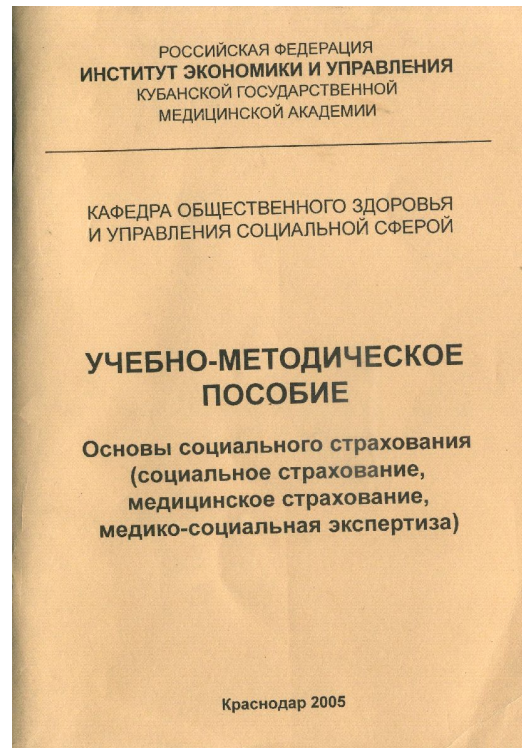 РОССИЙСКАЯ ФЕДЕРАЦИЯ
ИНСТИТУТ ЭКОНОМИКИ И УПРАВЛЕНИЯ
КУБАНСКОЙ ГОСУДАРСТВЕННОЙ
МЕДИЦИНСКОЙ АКАДЕМИИ
КАФЕДРА ОБЩЕСТВЕННОГО ЗДОРОВЬЯ
И УПРАВЛЕНИЯ СОЦИАЛЬНОЙ СФЕРОЙ
УЧЕБНО-МЕТОДИЧЕСКОЕ
ПОСОБИЕ
Основы социального страхования
(социальное страхование,
медицинское страхование,
медико-социальная экспертиза)
Краснодар 2005